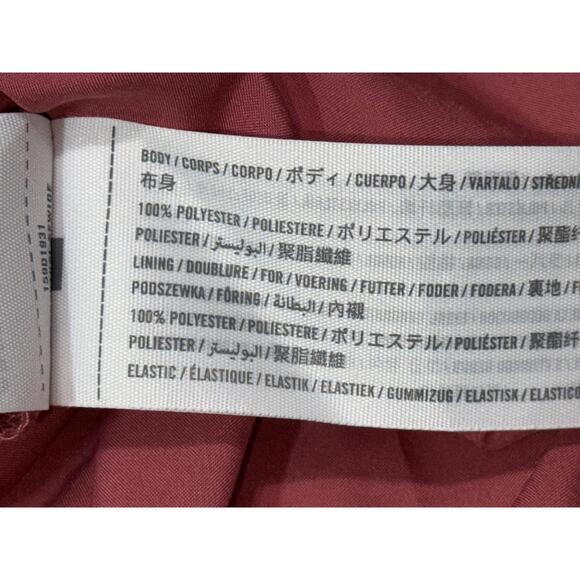 BODY / CORPS / CORPO / ボディ / CUERPO / 大身 / VARTALO / STŘEDNÍ
布身
100% POLYESTER / POLIESTERE / ポリエステル / POLIÉSTER / 聚酯纤
POLIESTER / البوليستر / 聚脂纖維
LINING / DOUBLURE / FOR / VOERING / FUTTER / FODER / FODERA / 裏地 /
PODSZEWKA / FÔRING / البطانة / 內襯
100% POLYESTER / POLIESTERE / ポリエステル / POLIÉSTER / 聚酯纤
POLIESTER / البوليستر / 聚脂纖維
ELASTIC / ÉLASTIQUE / ELASTIK / ELASTIEK / GUMMIZUG / ELASTISK / ELASTICO
159D1931